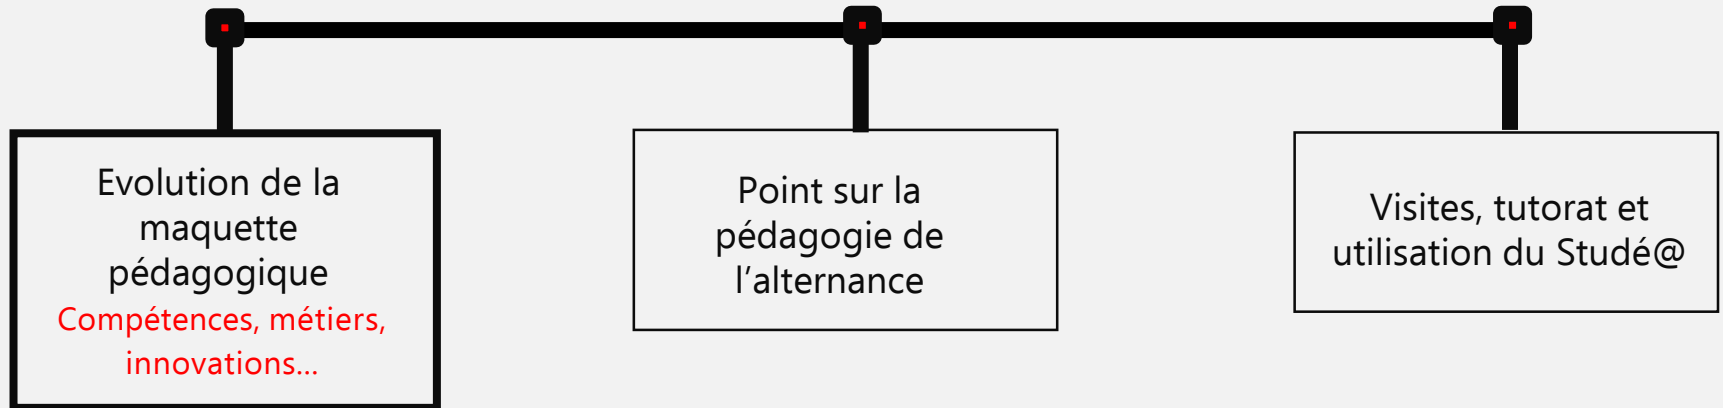 Evolution de la
maquette
pédagogique
Compétences, métiers,
innovations...
Point sur la
pédagogie de
l’alternance
Visites, tutorat et
utilisation du Studé@